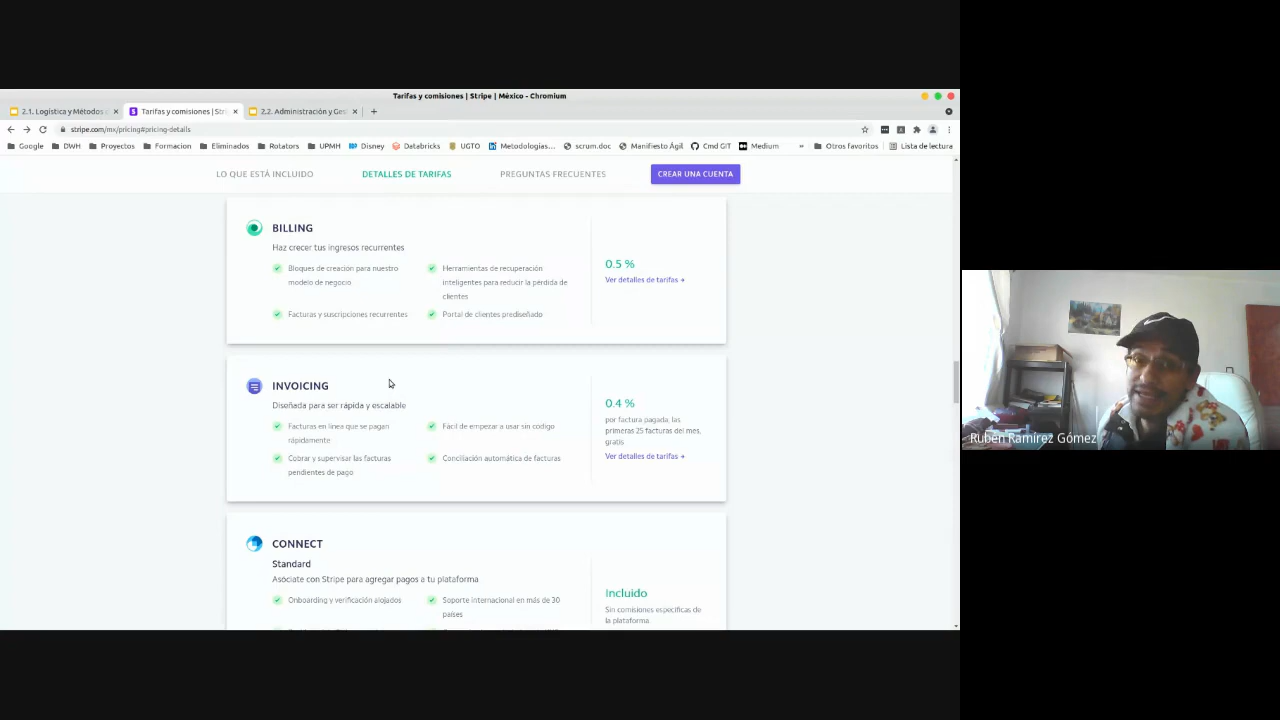 Tarifas y comisiones | Stripe | México - Chromium
2.1. Logística y Métodos
Tarifas y comisiones | Stri
2.2. Administración y Ges
stripe.com/mx/pricing#pricing-details
Google DWH Proyectos Formacion Eliminados Rotators UPMH Disney Databricks UGTO Metodologías... scrum.doc Manifiesto Ágil Cmd GIT Medium » Otros favoritos Lista de lectura
LO QUE ESTÁ INCLUIDO DETALLES DE TARIFAS PREGUNTAS FRECUENTES CREAR UNA CUENTA
BILLING
Haz crecer tus ingresos recurrentes
Bloques de creación para nuestro
modelo de negocio
Herramientas de recuperación
inteligentes para reducir la pérdida de
clientes
Facturas y suscripciones recurrentes
Portal de clientes prediseñado
0.5 %
Ver detalles de tarifas
INVOICING
Diseñada para ser rápida y escalable
Facturas en línea que se pagan
rápidamente
Fácil de empezar a usar sin código
Cobrar y supervisar las facturas
pendientes de pago
Conciliación automática de facturas
0.4 %
por factura pagada, las
primeras 25 facturas del mes,
gratis
Ver detalles de tarifas
CONNECT
Standard
Asóciate con Stripe para agregar pagos a tu plataforma
Onboarding y verificación alojados
Soporte internacional en más de 30
países
Incluido
Sin comisiones específicas de
la plataforma
Rubén Ramírez Gómez